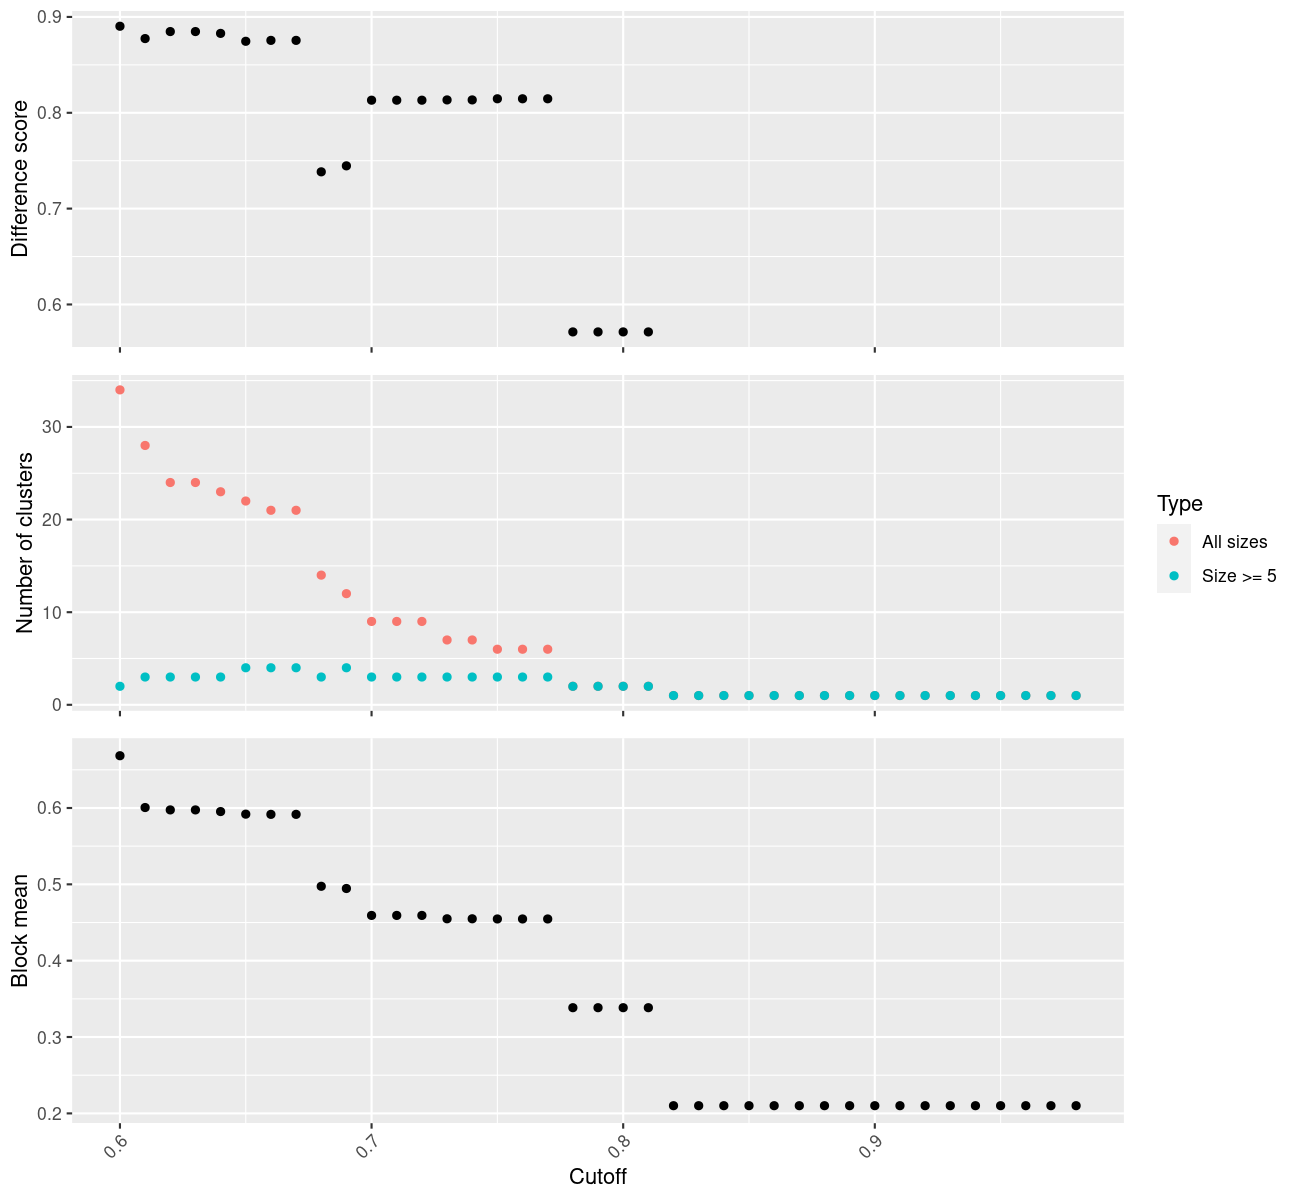 0.9
0.8
0.7
0.6
Difference score
30
20
10
0
Number of clusters
Type
All sizes
Size >= 5
0.6
0.5
0.4
0.3
0.2
Block mean
0.6
0.7
0.8
0.9
Cutoff